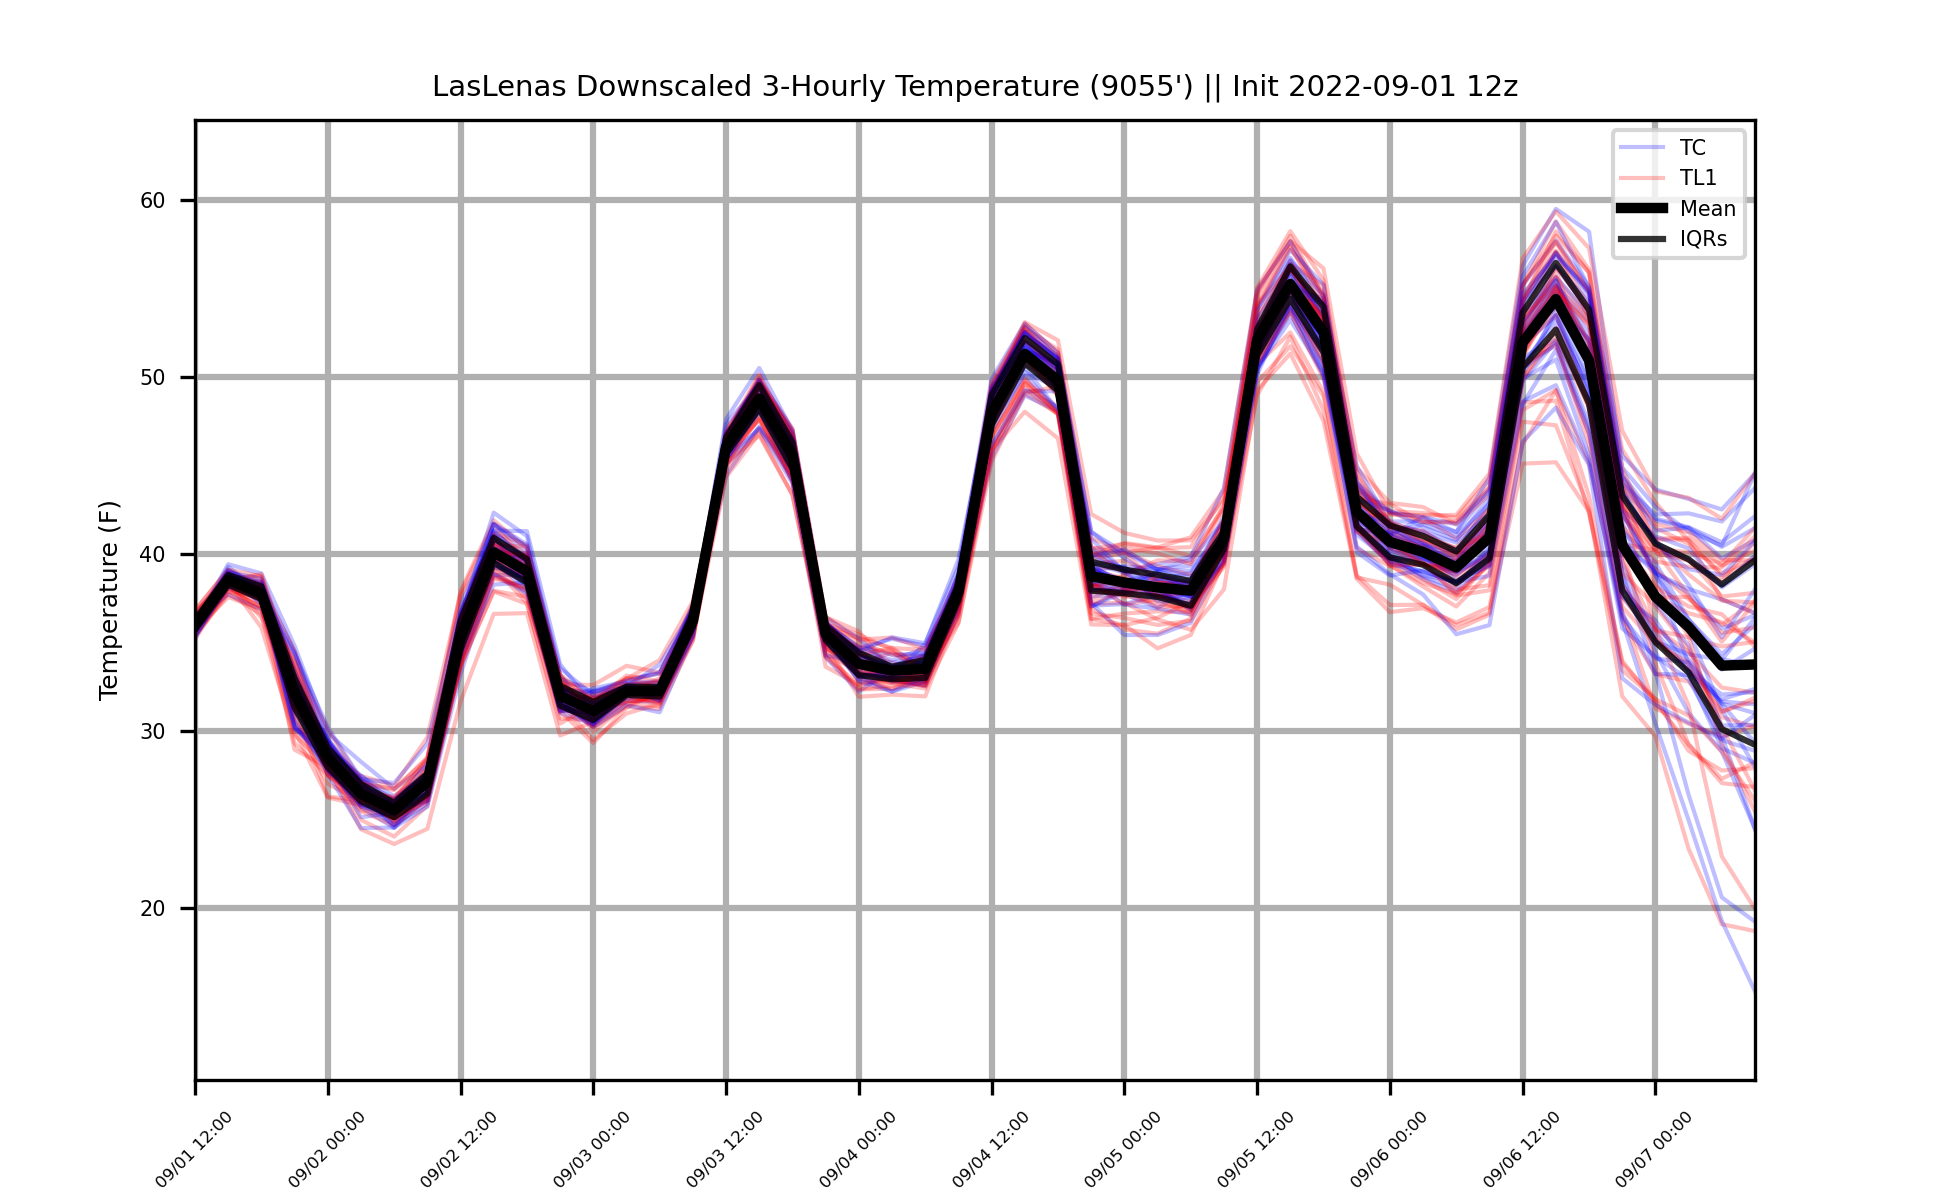 LasLenas Downscaled 3-Hourly Temperature (9055') || Init 2022-09-01 12z
TC
TL1
Mean
IQRs
Temperature (F)
60
50
40
30
20
09/01 12:00
09/02 00:00
09/02 12:00
09/03 00:00
09/03 12:00
09/04 00:00
09/04 12:00
09/05 00:00
09/05 12:00
09/06 00:00
09/06 12:00
09/07 00:00